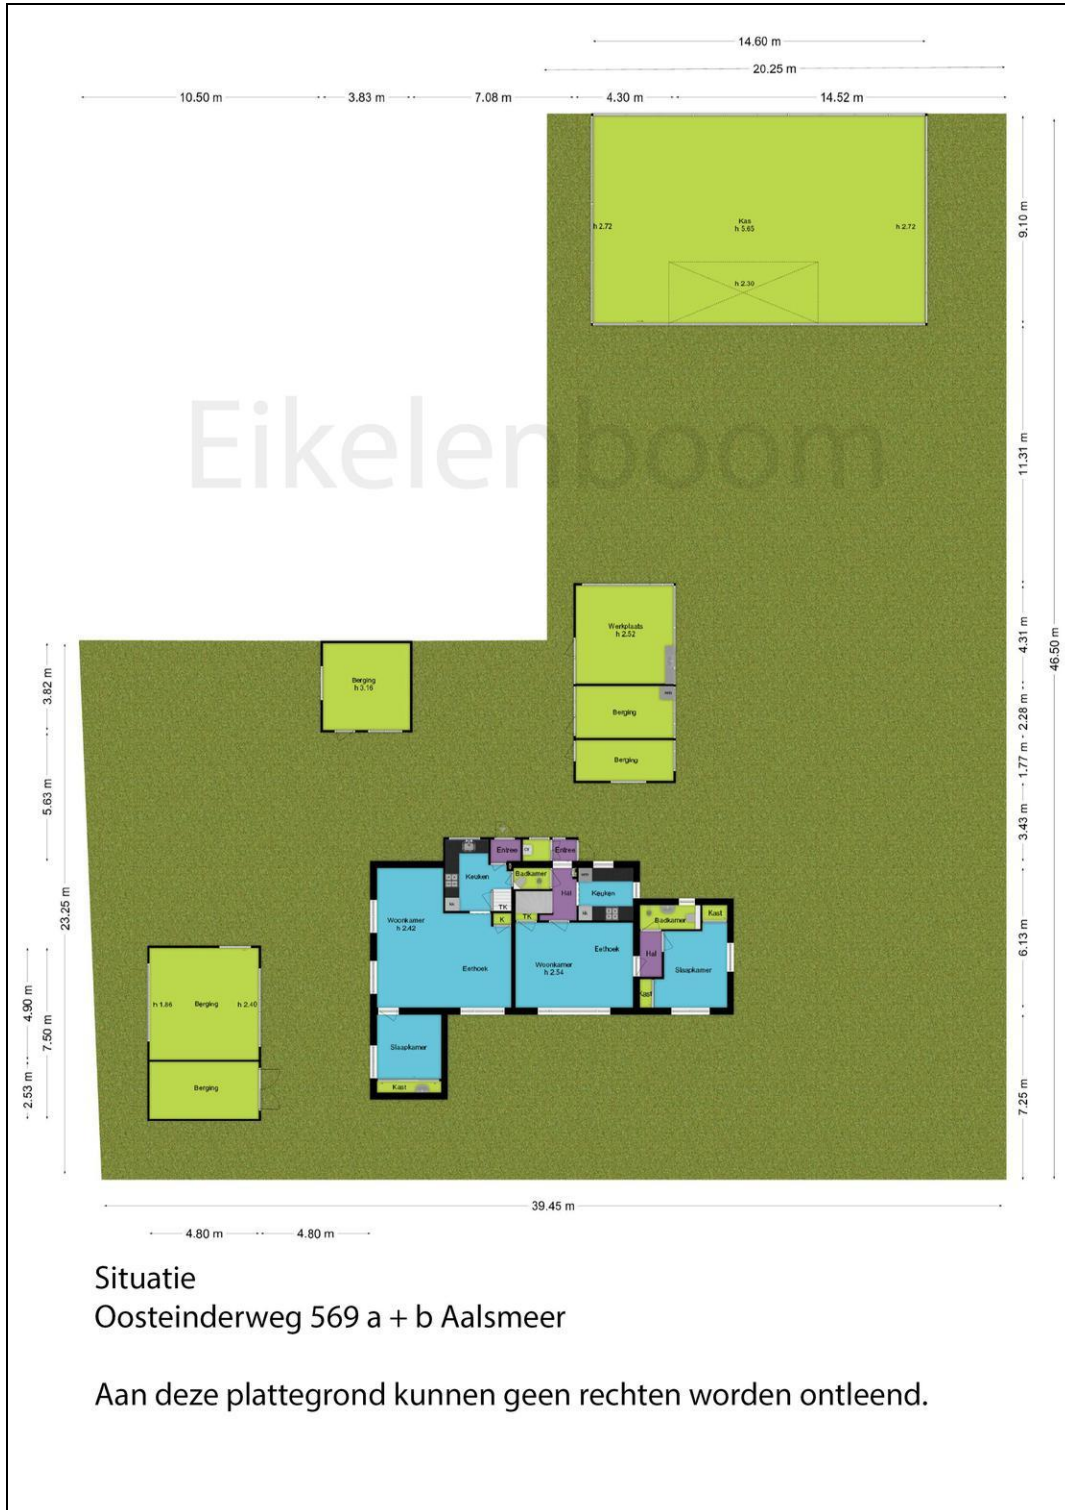 14.60 m
20.25 m
10.50 m 3.83 m 7.08 m 4.30 m 14.52 m
9.10 m
Kas
h 5.65
h 2.72 h 2.72
h 2.30
11.31 m
46.50 m
Eikelenboom
Werkplaats
h 2.52
4.31 m
3.82 m
Berging
h 3.16
Berging
2.28 m
Berging
1.77 m
5.63 m
3.43 m
23.25 m
Entree Entree
Keuken
Badkamer
Hal
Keuken
TK
K
TK
Woonkamer
h 2.42
Eethoek
Woonkamer
h 2.54
Eethoek
Badkamer
Kast
Hal
Slaapkamer
Kast
6.13 m
4.90 m
7.50 m
2.53 m
h 1.86 Berging h 2.40
Berging
Slaapkamer
Kast
7.25 m
39.45 m
4.80 m 4.80 m
Situatie
Oosteinderweg 569 a + b Aalsmeer
Aan deze plattegrond kunnen geen rechten worden ontleend.